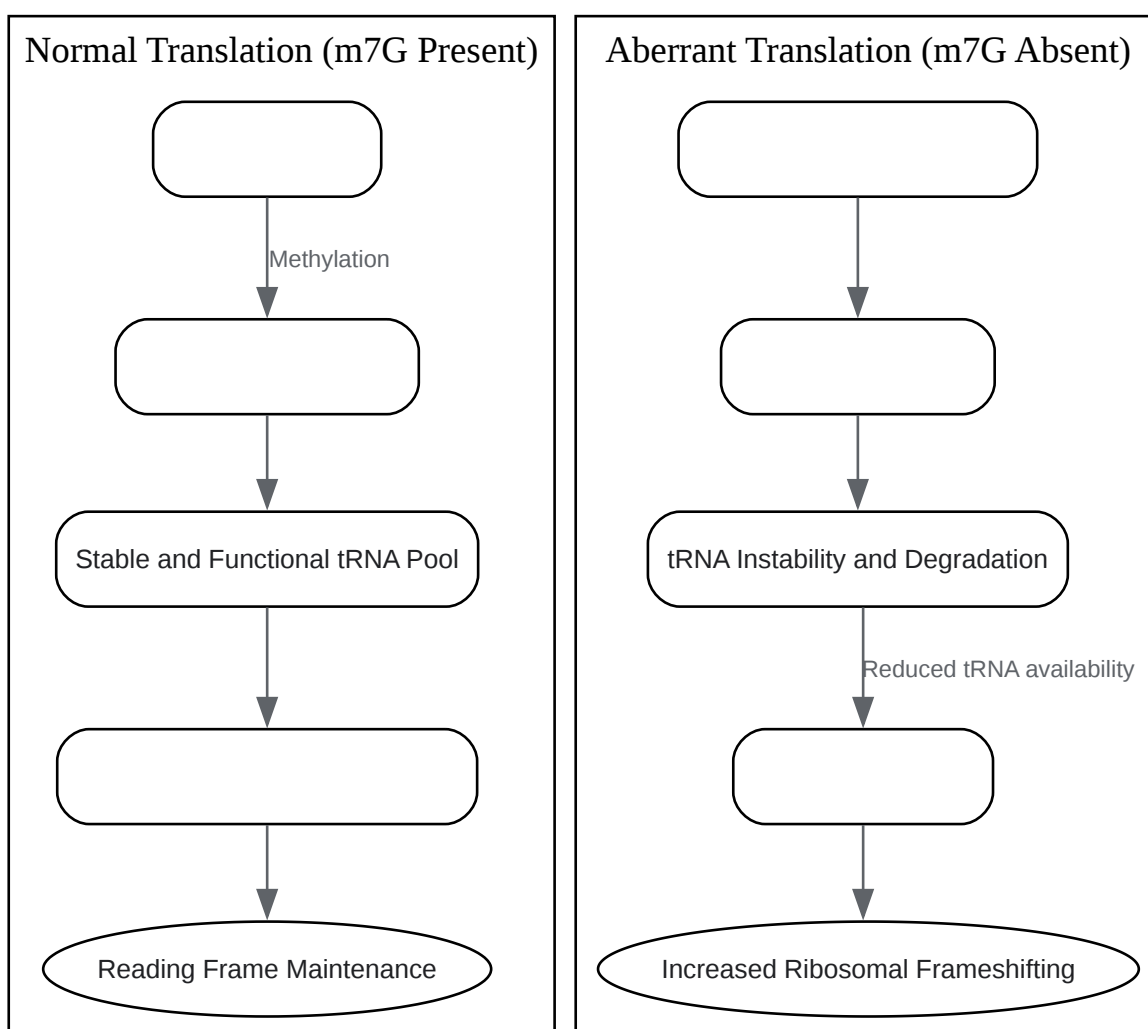 Normal Translation (m7G Present)
Methylation
Stable and Functional tRNA Pool
Reading Frame Maintenance
Aberrant Translation (m7G Absent)
tRNA Instability and Degradation
Reduced tRNA availability
Increased Ribosomal Frameshifting